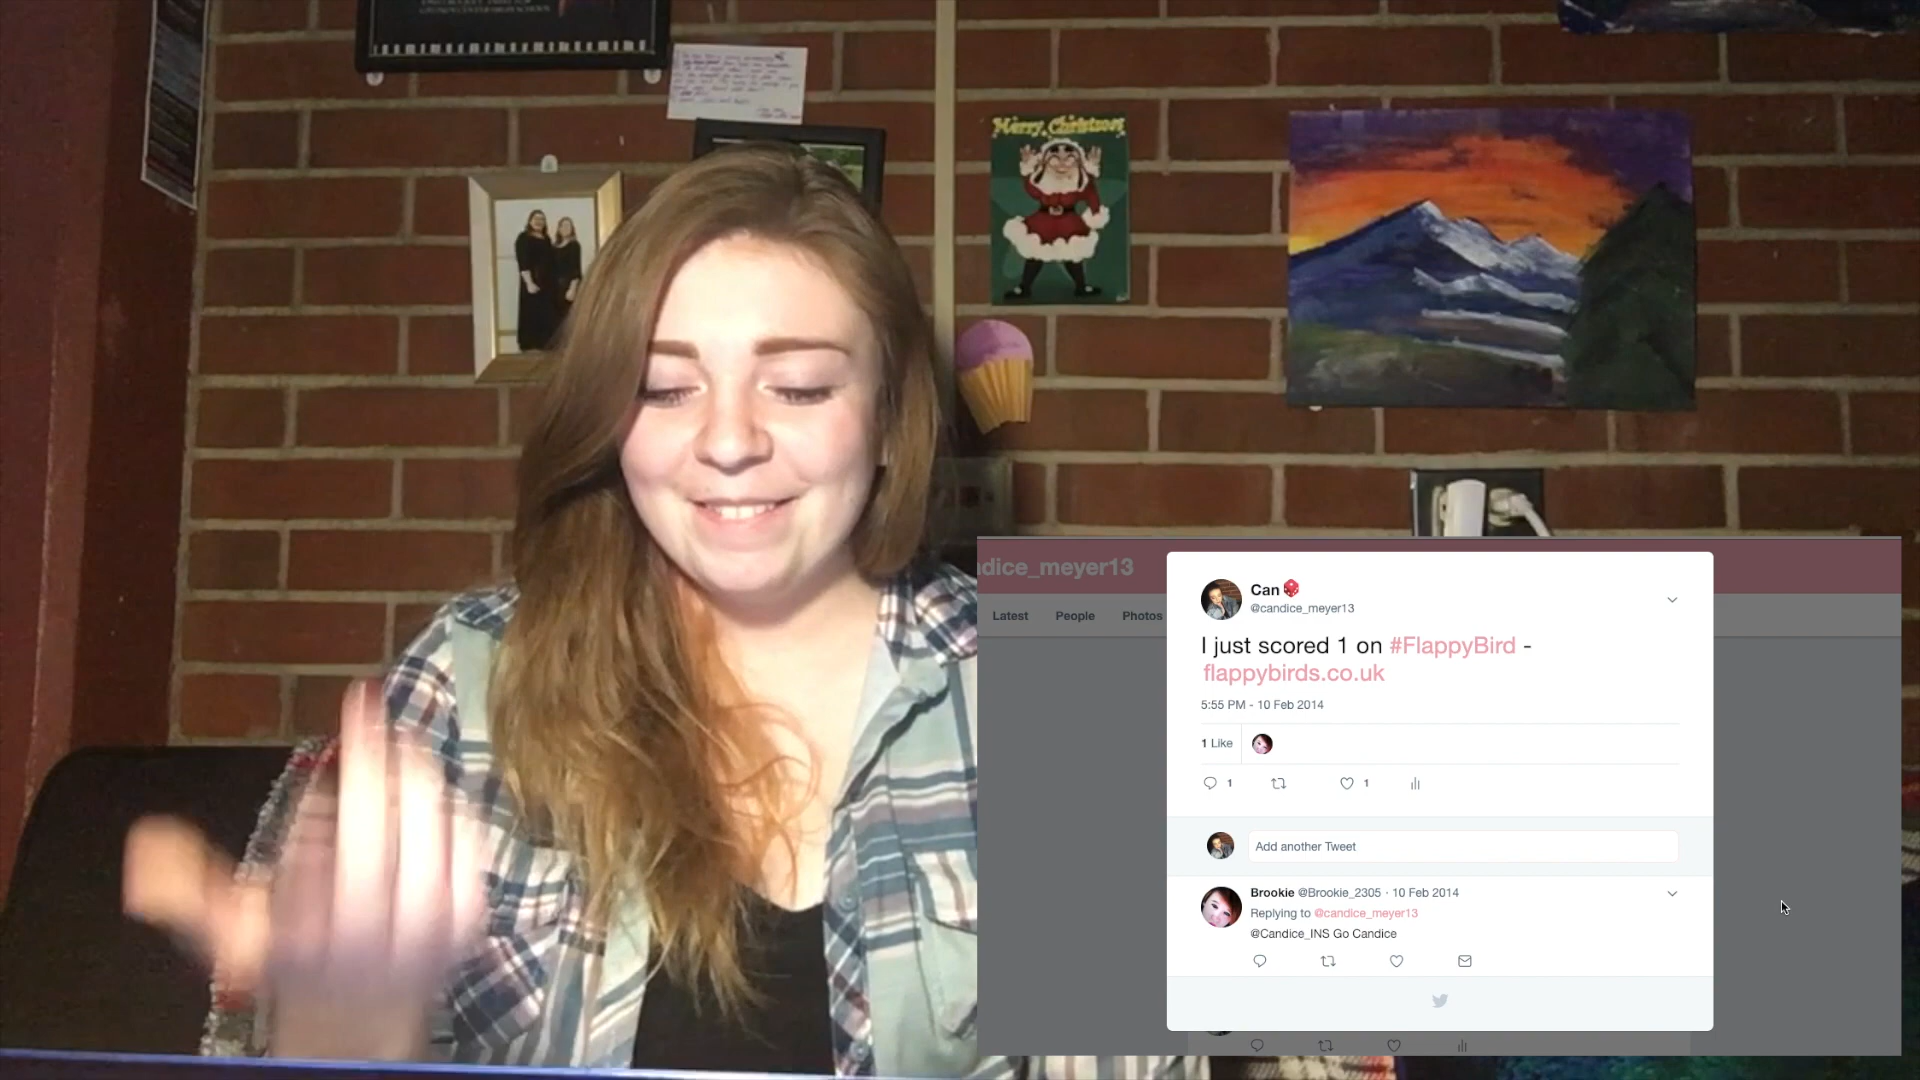 Merry Christmas
dice_meyer13
Latest People Photos
Can
@candice_meyer13
I just scored 1 on #FlappyBird -
flappybirds.co.uk
5:55 PM - 10 Feb 2014
1 Like
1 1
Add another Tweet
Brookie @Brookie_2305 · 10 Feb 2014
Replying to @candice_meyer13
@Candice_INS Go Candice